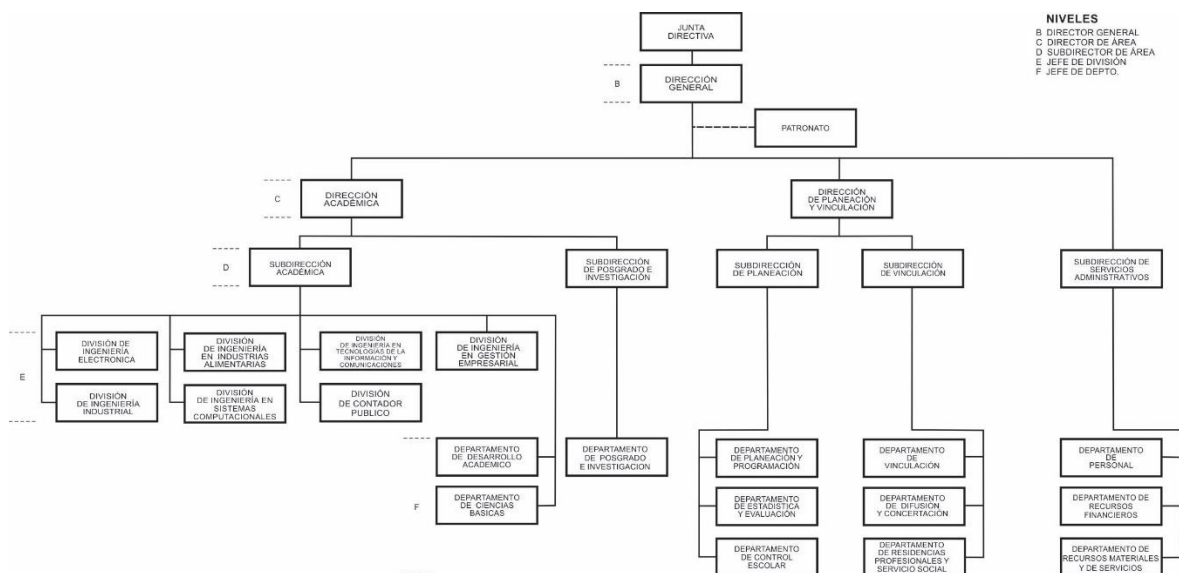 JUNTA
DIRECTIVA
NIVELES
B DIRECTOR GENERAL
C DIRECTOR DE ÁREA
D SUBDIRECTOR DE ÁREA
E JEFE DE DIVISIÓN
F JEFE DE DEPTO.
B
DIRECCIÓN
GENERAL
PATRONATO
C
DIRECCIÓN
ACADÉMICA
DIRECCIÓN
DE PLANEACIÓN
Y VINCULACIÓN
D
SUBDIRECCIÓN
ACADÉMICA
SUBDIRECCIÓN
DE POSGRADO E
INVESTIGACIÓN
SUBDIRECCIÓN
DE PLANEACIÓN
SUBDIRECCIÓN
DE VINCULACIÓN
SUBDIRECCIÓN DE
SERVICIOS
ADMINISTRATIVOS
E
DIVISIÓN DE
INGENIERÍA
ELECTRONICA
DIVISIÓN
DE INGENIERÍA
EN INDUSTRIAS
ALIMENTARIAS
DIVISIÓN
DE INGENIERÍA EN
TECNOLOGÍAS DE LA
INFORMACIÓN Y
COMUNICACIONES
DIVISIÓN
DE INGENIERÍA
EN GESTIÓN
EMPRESARIAL
DIVISIÓN
DE INGENIERÍA
INDUSTRIAL
DIVISIÓN
DE INGENIERÍA EN
SISTEMAS
COMPUTACIONALES
DIVISIÓN
DE CONTADOR
PUBLICO
F
DEPARTAMENTO
DE DESARROLLO
ACADEMICO
DEPARTAMENTO
DE POSGRADO
E INVESTIGACION
DEPARTAMENTO
DE PLANEACIÓN Y
PROGRAMACIÓN
DEPARTAMENTO
DE
VINCULACIÓN
DEPARTAMENTO
DE
PERSONAL
DEPARTAMENTO
DE CIENCIAS
BASICAS
DEPARTAMENTO
DE ESTADISTICA
Y EVALUACIÓN
DEPARTAMENTO
DE DIFUSIÓN
Y CONCERTACIÓN
DEPARTAMENTO DE
RECURSOS
FINANCIEROS
DEPARTAMENTO
DE CONTROL
ESCOLAR
DEPARTAMENTO
DE RESIDENCIAS
PROFESIONALES Y
SERVICIO SOCIAL
DEPARTAMENTO DE
RECURSOS MATERIALES
Y DE SERVICIOS